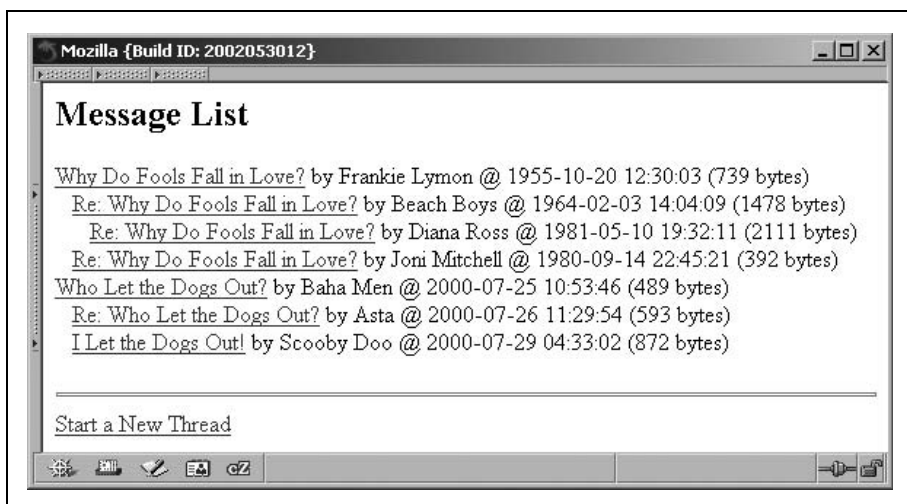 Mozilla {Build ID: 2002053012}
Message List
Why Do Fools Fall in Love? by Frankie Lymon @ 1955-10-20 12:30:03 (739 bytes)
Re: Why Do Fools Fall in Love? by Beach Boys @ 1964-02-03 14:04:09 (1478 bytes)
Re: Why Do Fools Fall in Love? by Diana Ross @ 1981-05-10 19:32:11 (2111 bytes)
Re: Why Do Fools Fall in Love? by Joni Mitchell @ 1980-09-14 22:45:21 (392 bytes)
Who Let the Dogs Out? by Baha Men @ 2000-07-25 10:53:46 (489 bytes)
Re: Who Let the Dogs Out? by Asta @ 2000-07-26 11:29:54 (593 bytes)
I Let the Dogs Out! by Scooby Doo @ 2000-07-29 04:33:02 (872 bytes)
Start a New Thread
cZ